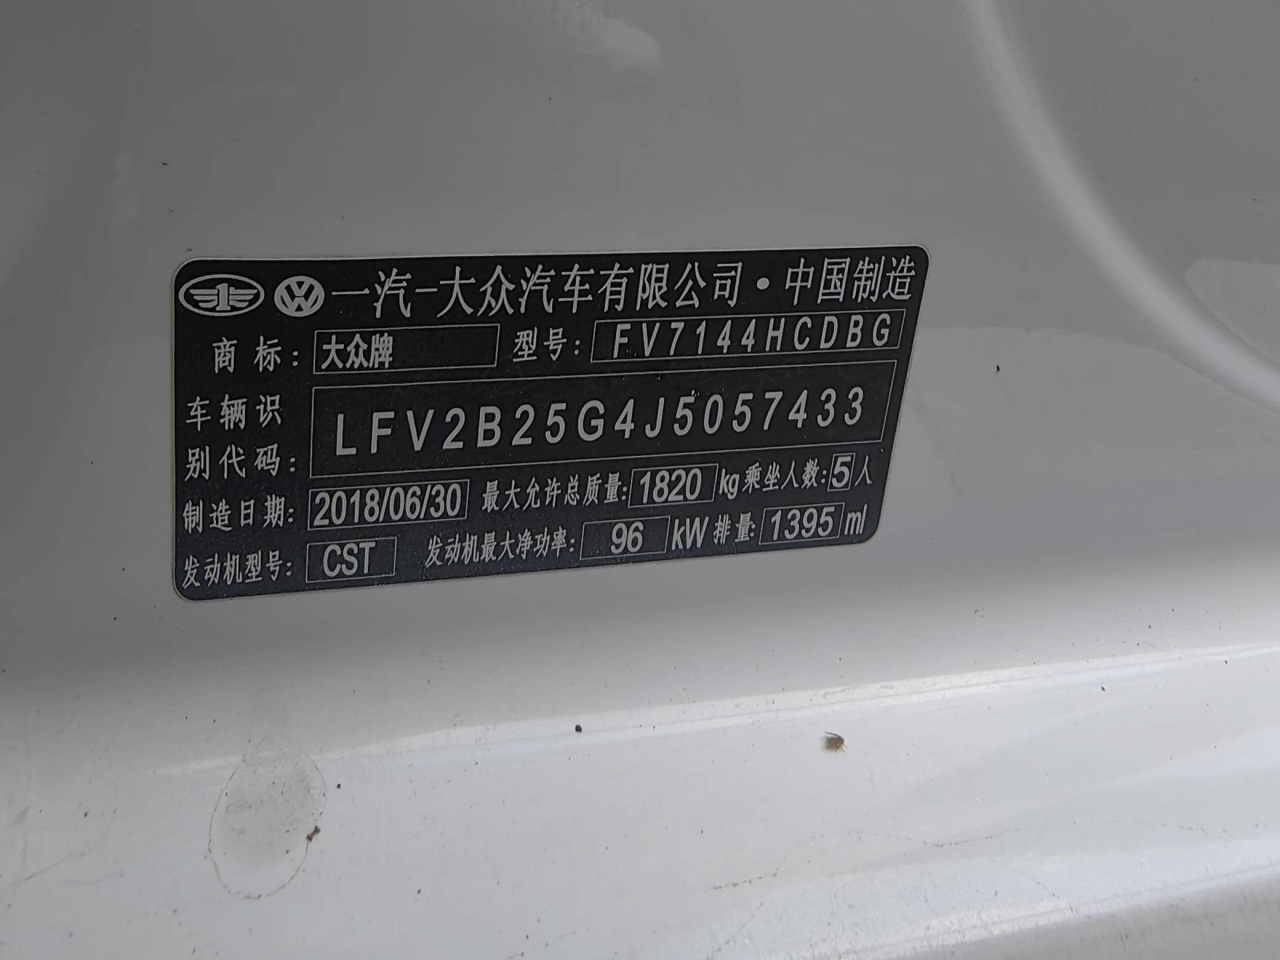 一汽-大众汽车有限公司·中国制造
商标: 大众牌 型号: FV7144HCDBG
车辆识
别代码: LFV2B25G4J5057433
制造日期: 2018/06/30 最大允许总质量: 1820 kg 乘坐人数: 5 人
发动机型号: CST 发动机最大净功率: 96 kW 排量: 1395 ml